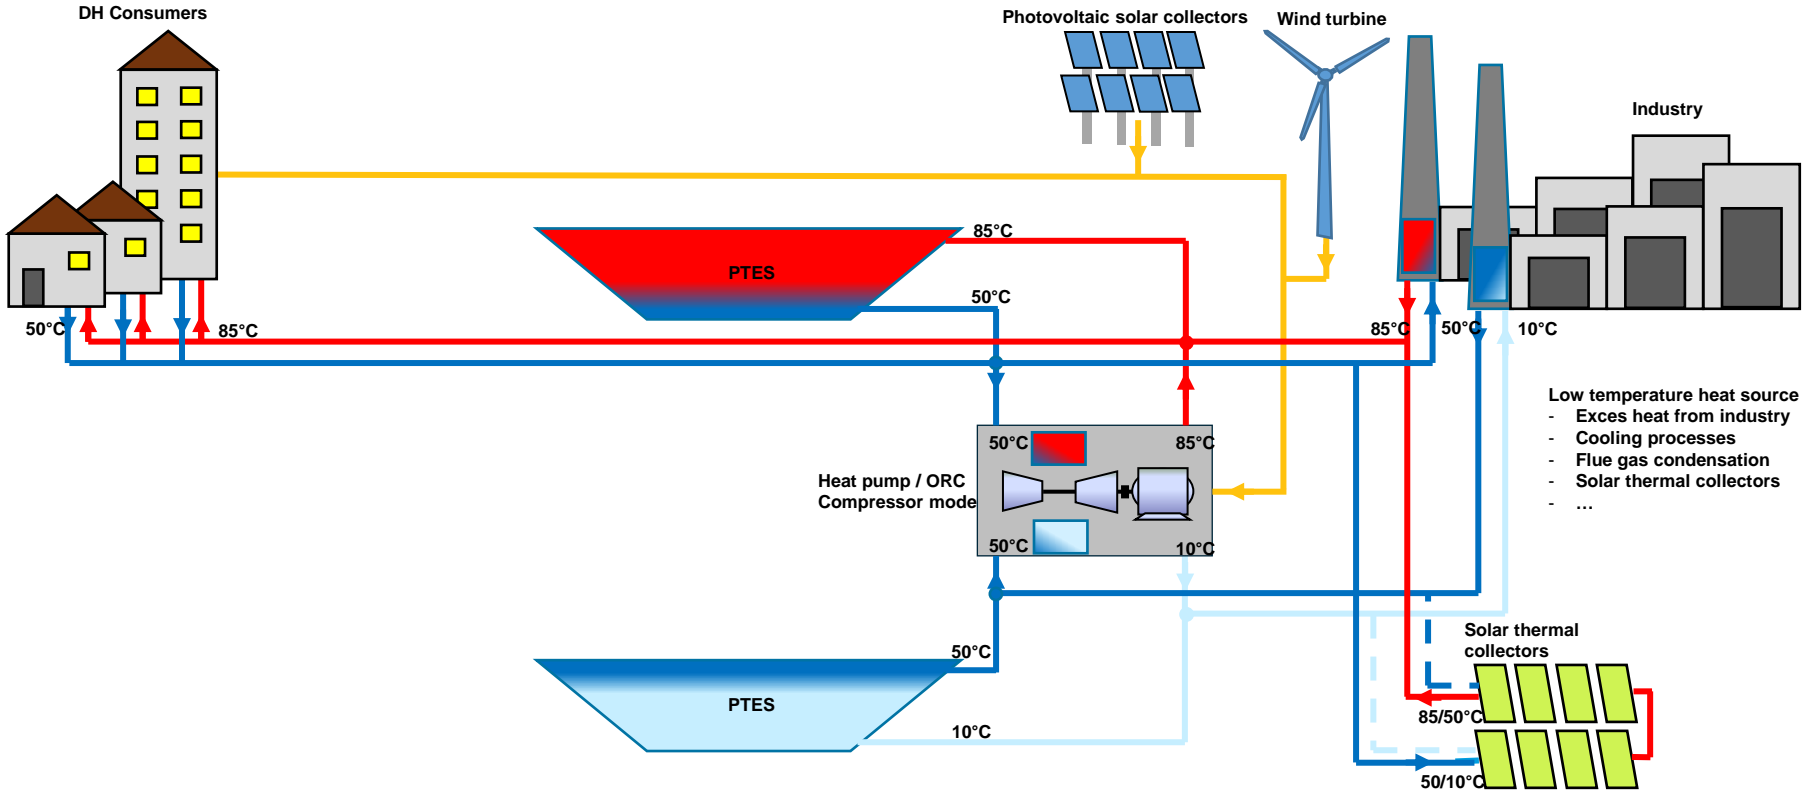 DH Consumers
Photovoltaic solar collectors
Wind turbine
Industry
85°C
PTES
50°C
50°C
85°C
85°C
50°C
10°C
Low temperature heat source
- Exces heat from industry
- Cooling processes
- Flue gas condensation
- Solar thermal collectors
- ...
50°C
85°C
Heat pump / ORC
Compressor mode
50°C
10°C
Solar thermal
collectors
50°C
PTES
85/50°C
10°C
50/10°C